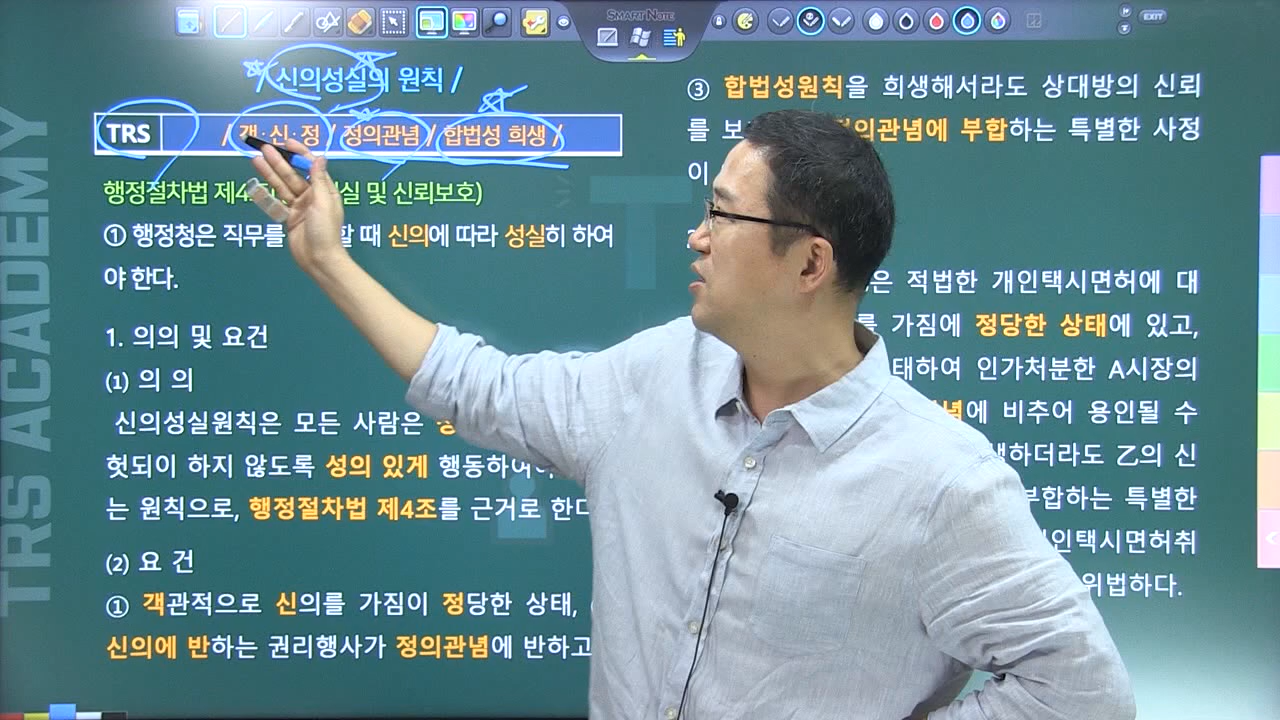 SMART NOTE
EXIT
TRS ACADEMY
/ 신의성실의 원칙 /
TRS / 객·신·정 / 정의관념 / 합법성 희생 /
행정절차법 제4 및 신뢰보호)
① 행정청은 직무를 할 때 신의에 따라 성실히 하여
야 한다.
1. 의의 및 요건
(1) 의 의
신의성실원칙은 모든 사람은
헛되이 하지 않도록 성의 있게
는 원칙으로, 행정절차법 제4조를 근거로 한다
(2) 요 건
① 객관적으로 신의를 가짐이 정당한 상태,
신의에 반하는 권리행사가 정의관념에 반하고
③ 합법성원칙을 희생해서라도 상대방의 신뢰
를 정의관념에 부합하는 특별한 사정
이
은 적법한 개인택시면허에 대
를 가짐에 정당한 상태에 있고,
태하여 인가처분한 A시장의
에 비추어 용인될 수
하더라도 乙의 신
부합하는 특별한
인택시면허취
위법하다.